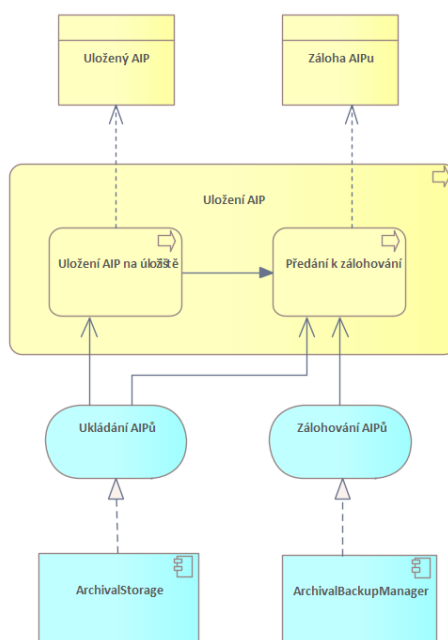 Uložený AIP
Záloha AIPu
Uložení AIP
Uložení AIP na úložiště
Předání k zálohování
Ukládání AIPů
Zálohování AIPů
ArchivalStorage
ArchivalBackupManager